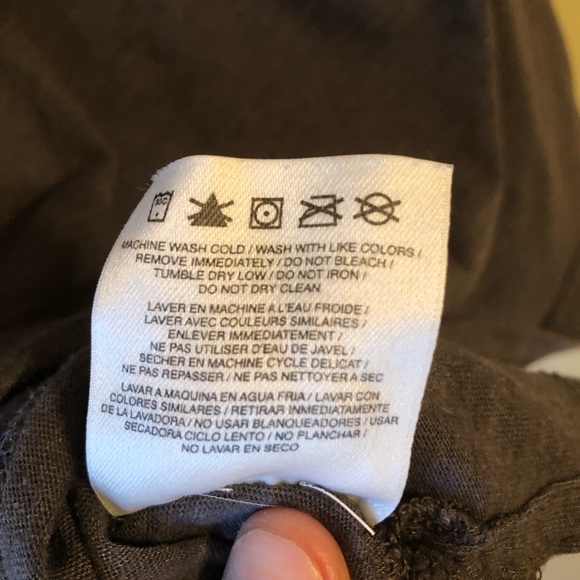 30C
MACHINE WASH COLD / WASH WITH LIKE COLORS /
REMOVE IMMEDIATELY / DO NOT BLEACH /
TUMBLE DRY LOW / DO NOT IRON /
DO NOT DRY CLEAN
LAVER EN MACHINE A L'EAU FROIDE /
LAVER AVEC COULEURS SIMILAIRES /
ENLEVER IMMEDIATEMENT /
NE PAS UTILISER D'EAU DE JAVEL /
SECHER EN MACHINE CYCLE DELICAT /
NE PAS REPASSER / NE PAS NETTOYER A SEC
LAVAR A MAQUINA EN AGUA FRIA / LAVAR CON
COLORES SIMILARES / RETIRAR INMEDIATAMENTE
DE LA LAVADORA / NO USAR BLANQUEADORES / USAR
SECADORA CICLO LENTO / NO PLANCHAR /
NO LAVAR EN SECO